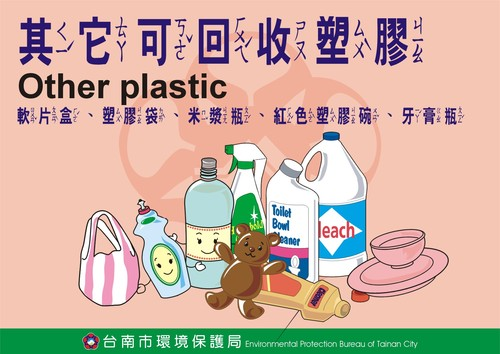 其它可回收塑膠
Other plastic
軟片盒、塑膠袋、米漿瓶、紅色塑膠碗、牙膏瓶
Toilet
Bowl
Cleaner
leach
台南市環境保護局 Environmental Protection Bureau of Tainan City